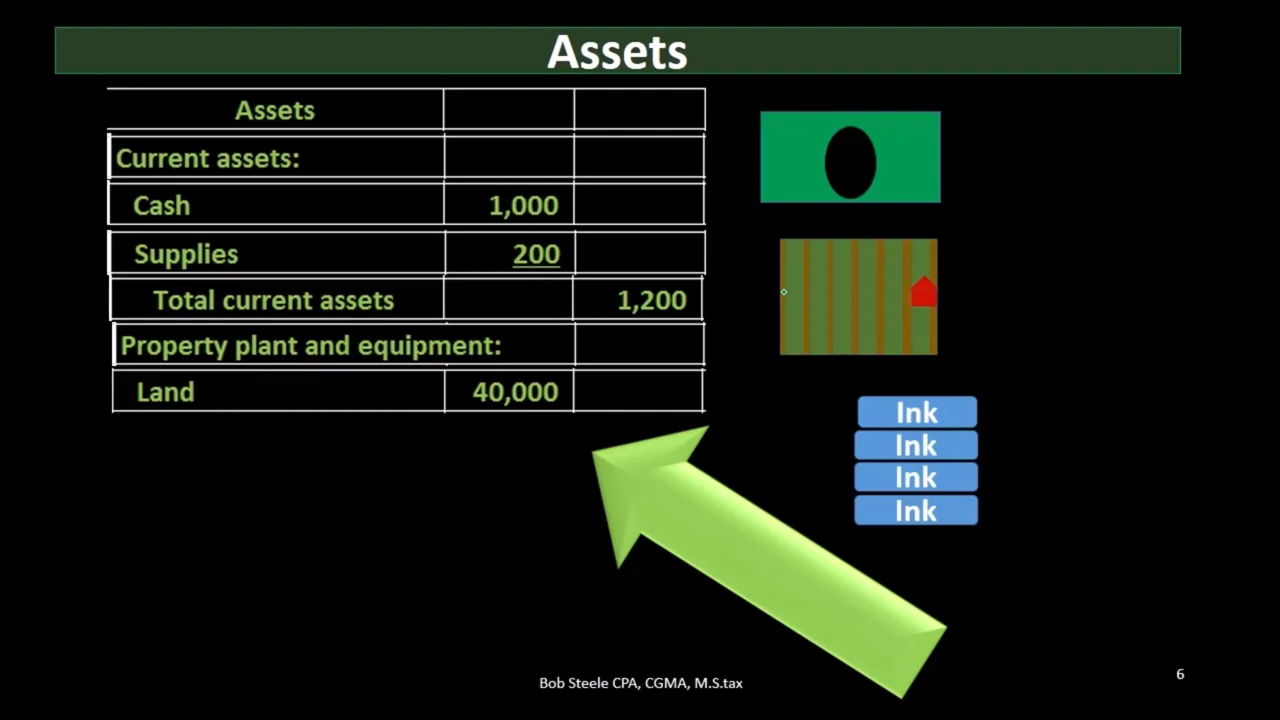 Assets
Assets
Current assets:
Cash 1,000
Supplies 200
Total current assets 1,200
Property plant and equipment:
Land 40,000
Ink
Ink
Ink
Ink
Bob Steele CPA, CGMA, M.S.tax
6